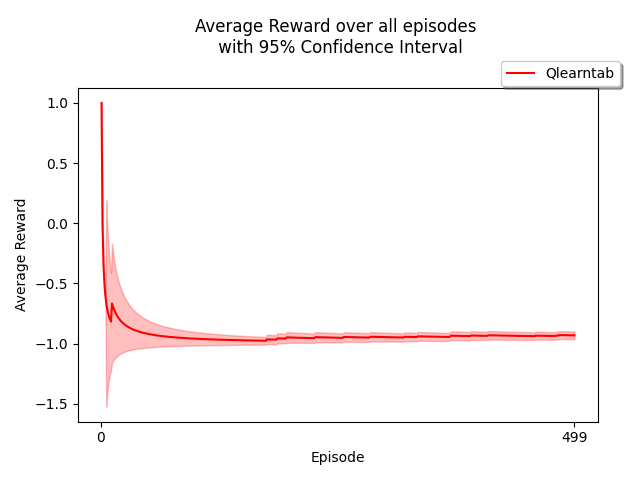 Average Reward over all episodes
with 95% Confidence Interval
Qlearntab
1.0
0.5
0.0
−0.5
−1.0
−1.5
Average Reward
0
499
Episode